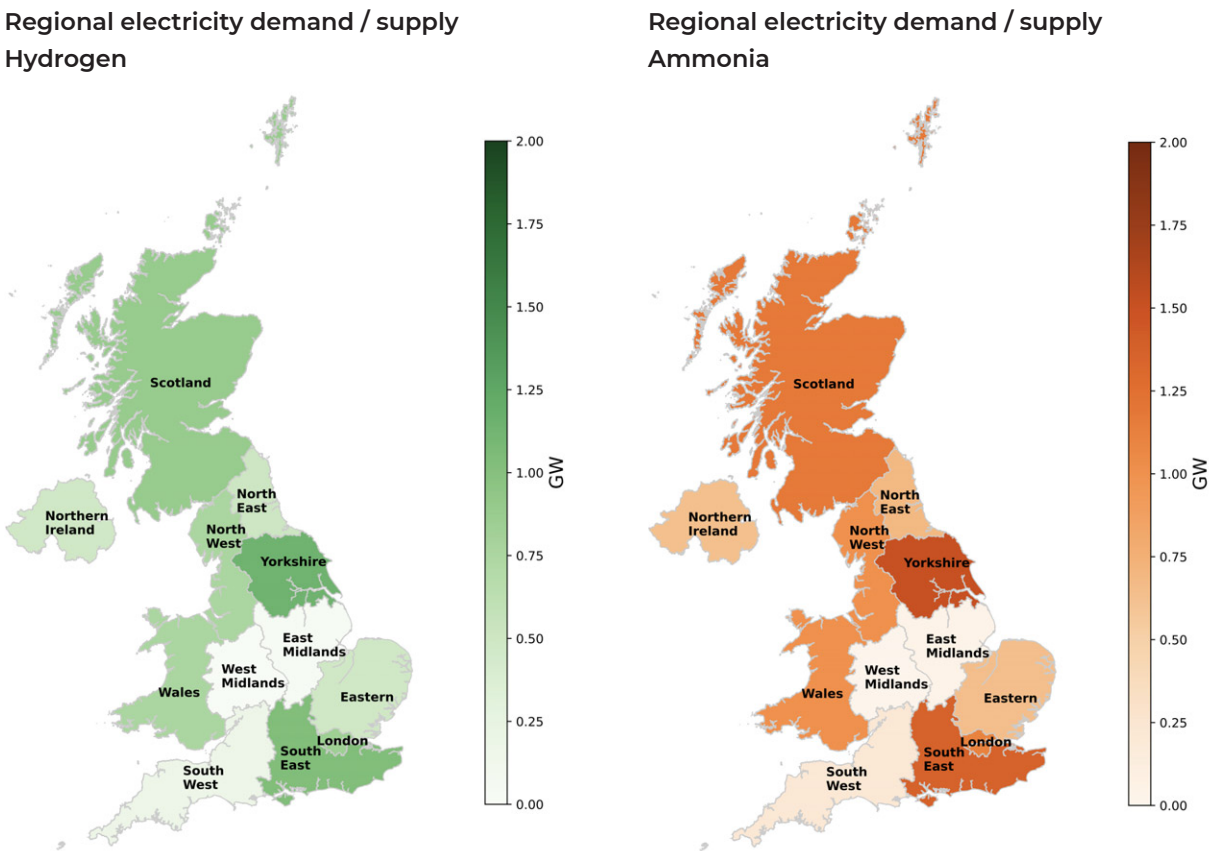 Regional electricity demand / supply
Hydrogen
2.00
1.75
1.50
1.25
1.00
0.75
0.50
0.25
0.00
GW
Scotland
North
East
Northern
Ireland
North
West
Yorkshire
East
Midlands
West
Midlands
Wales
Eastern
London
South
East
South
West
Regional electricity demand / supply
Ammonia
2.00
1.75
1.50
1.25
1.00
0.75
0.50
0.25
0.00
GW
Scotland
North
East
Northern
Ireland
North
West
Yorkshire
East
Midlands
West
Midlands
Wales
Eastern
London
South
East
South
West